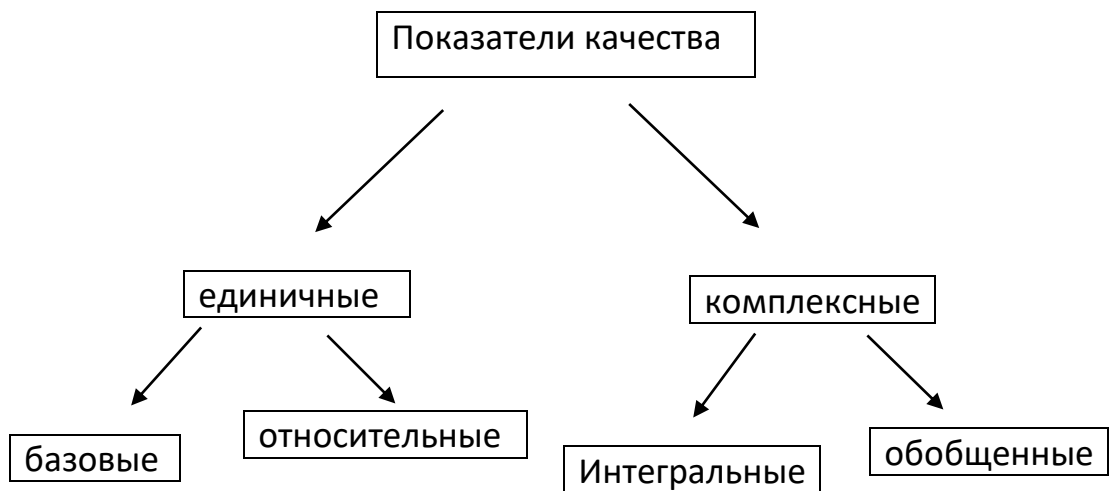 Показатели качества
единичные
комплексные
базовые
относительные
Интегральные
обобщенные